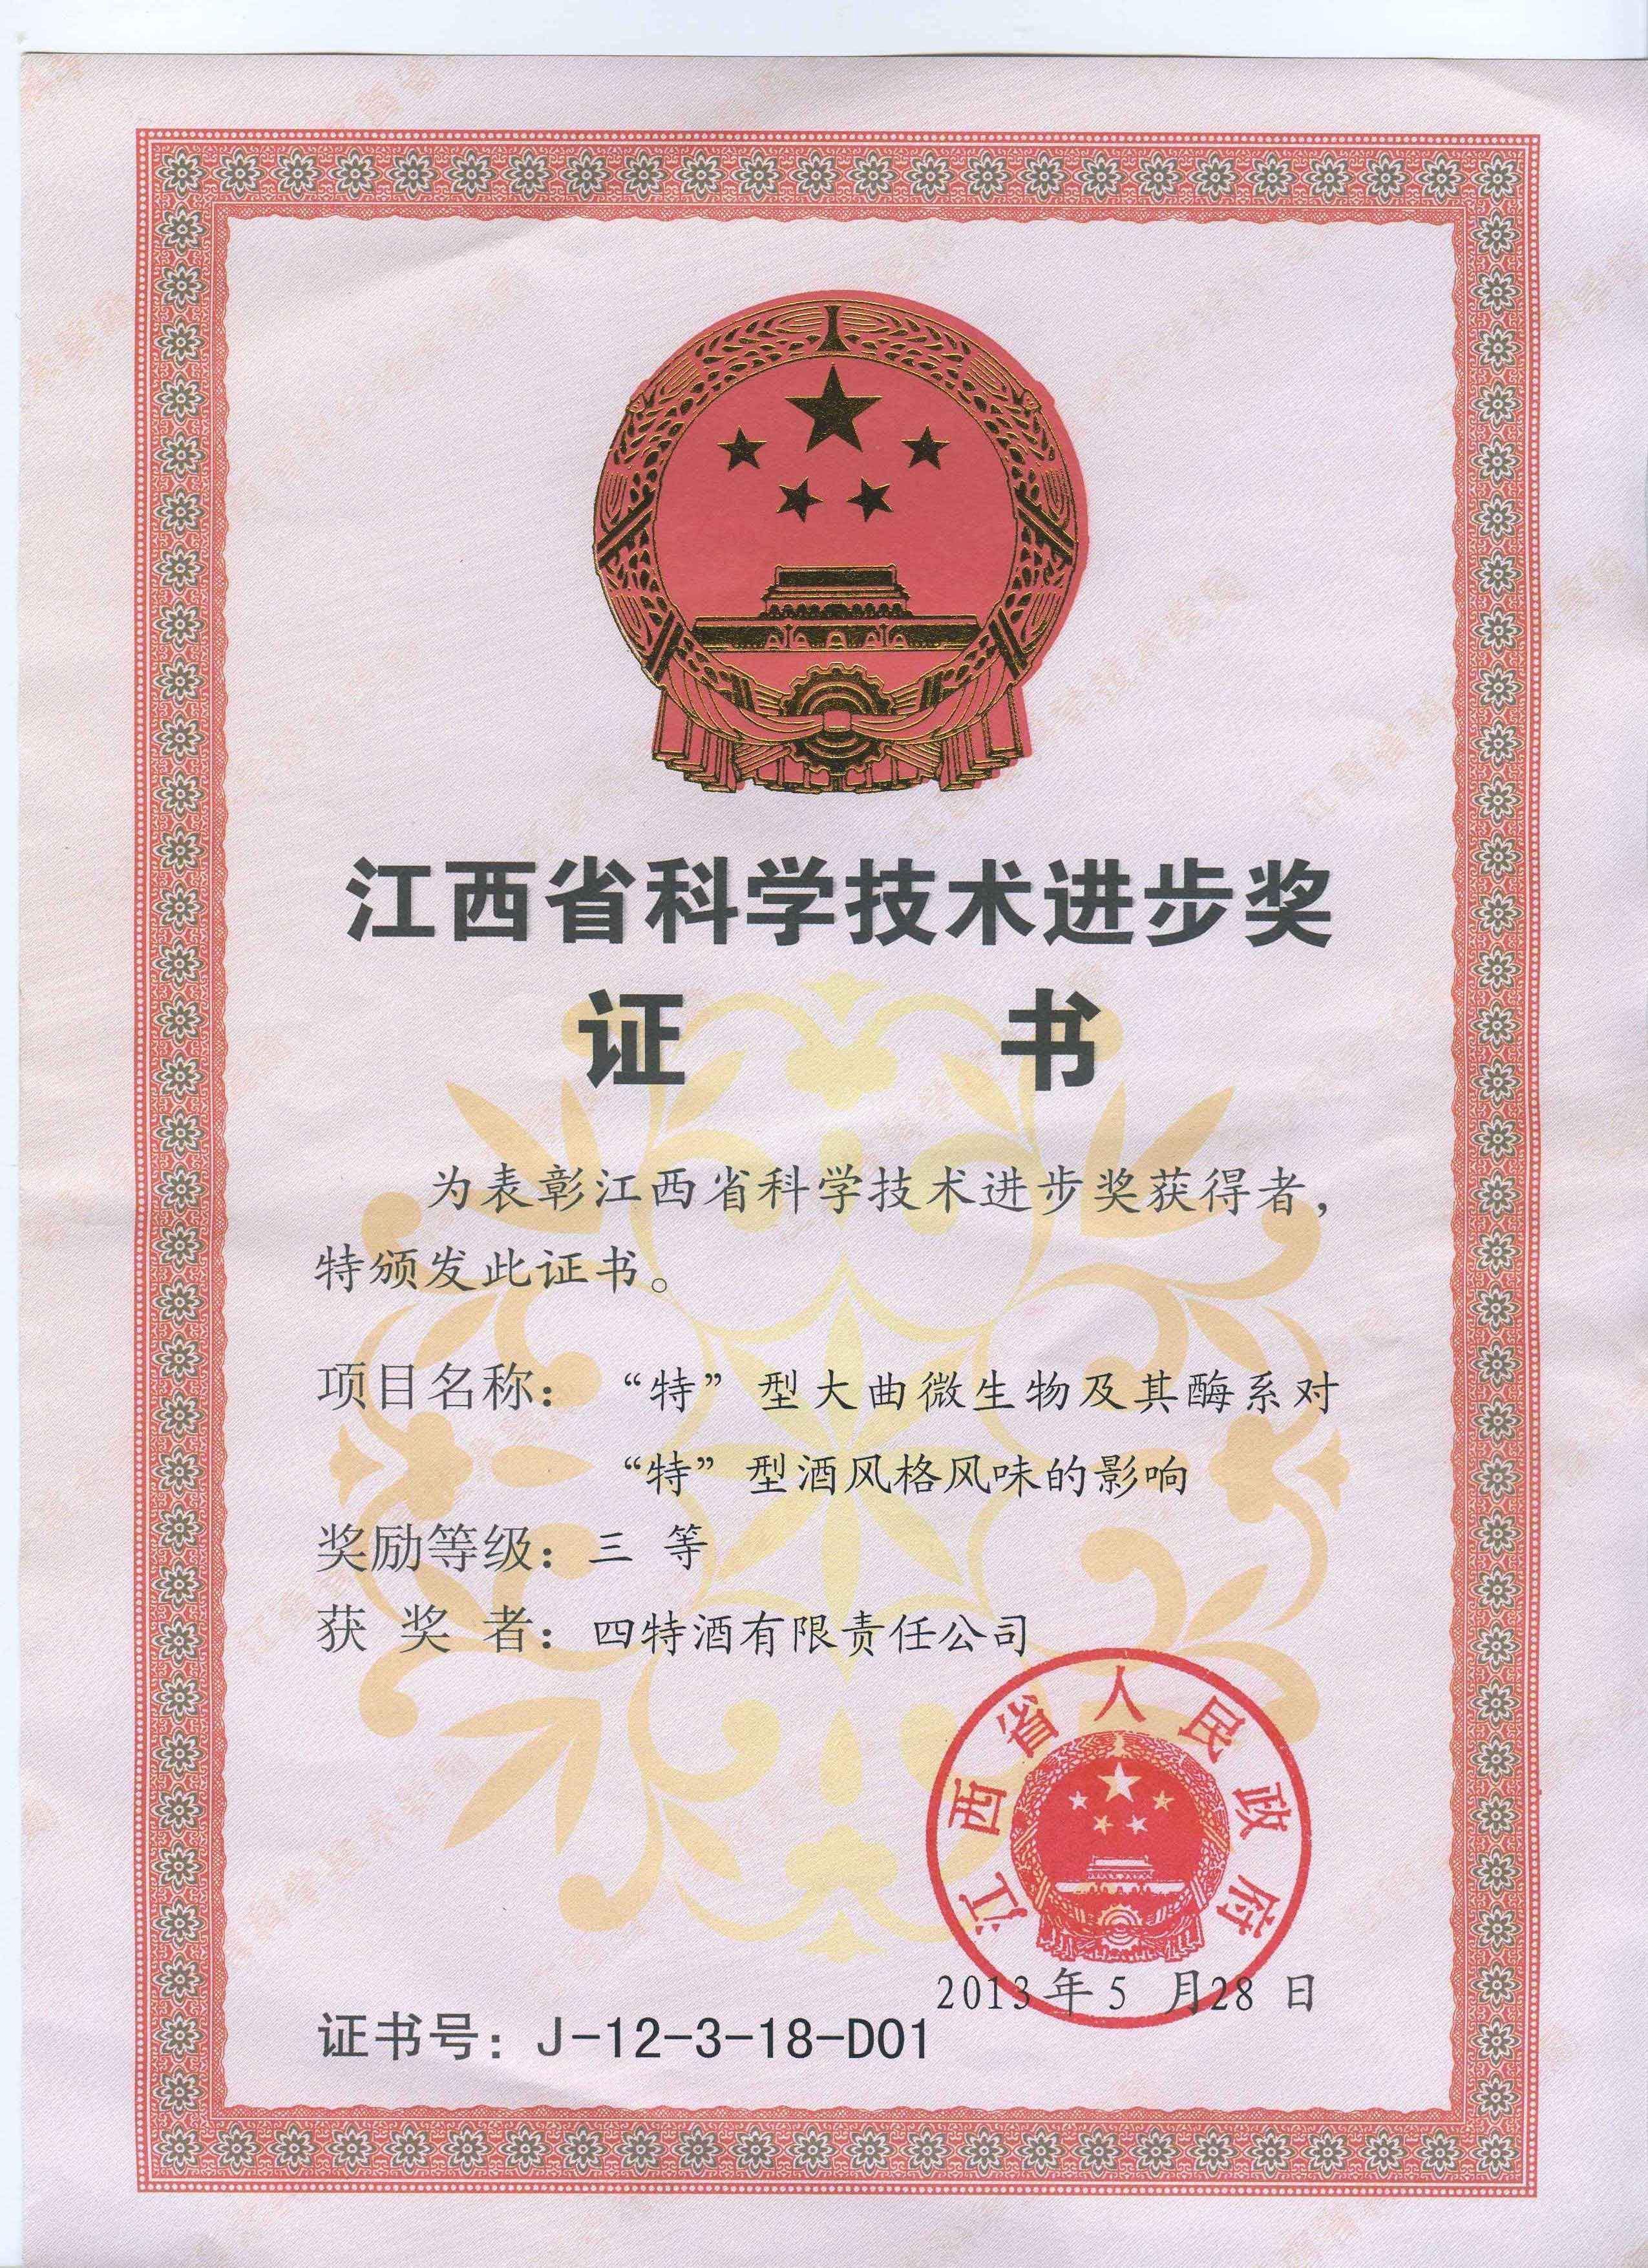 江西省科学技术进步奖
证 书
为表彰江西省科学技术进步奖获得者，
特颁发此证书。
项目名称：“特”型大曲微生物及其酶系对
“特”型酒风格风味的影响
奖励等级：三 等
获 奖 者：四特酒有限责任公司
江西省人民政府
2013年5 月28 日
证书号：J-12-3-18-D01